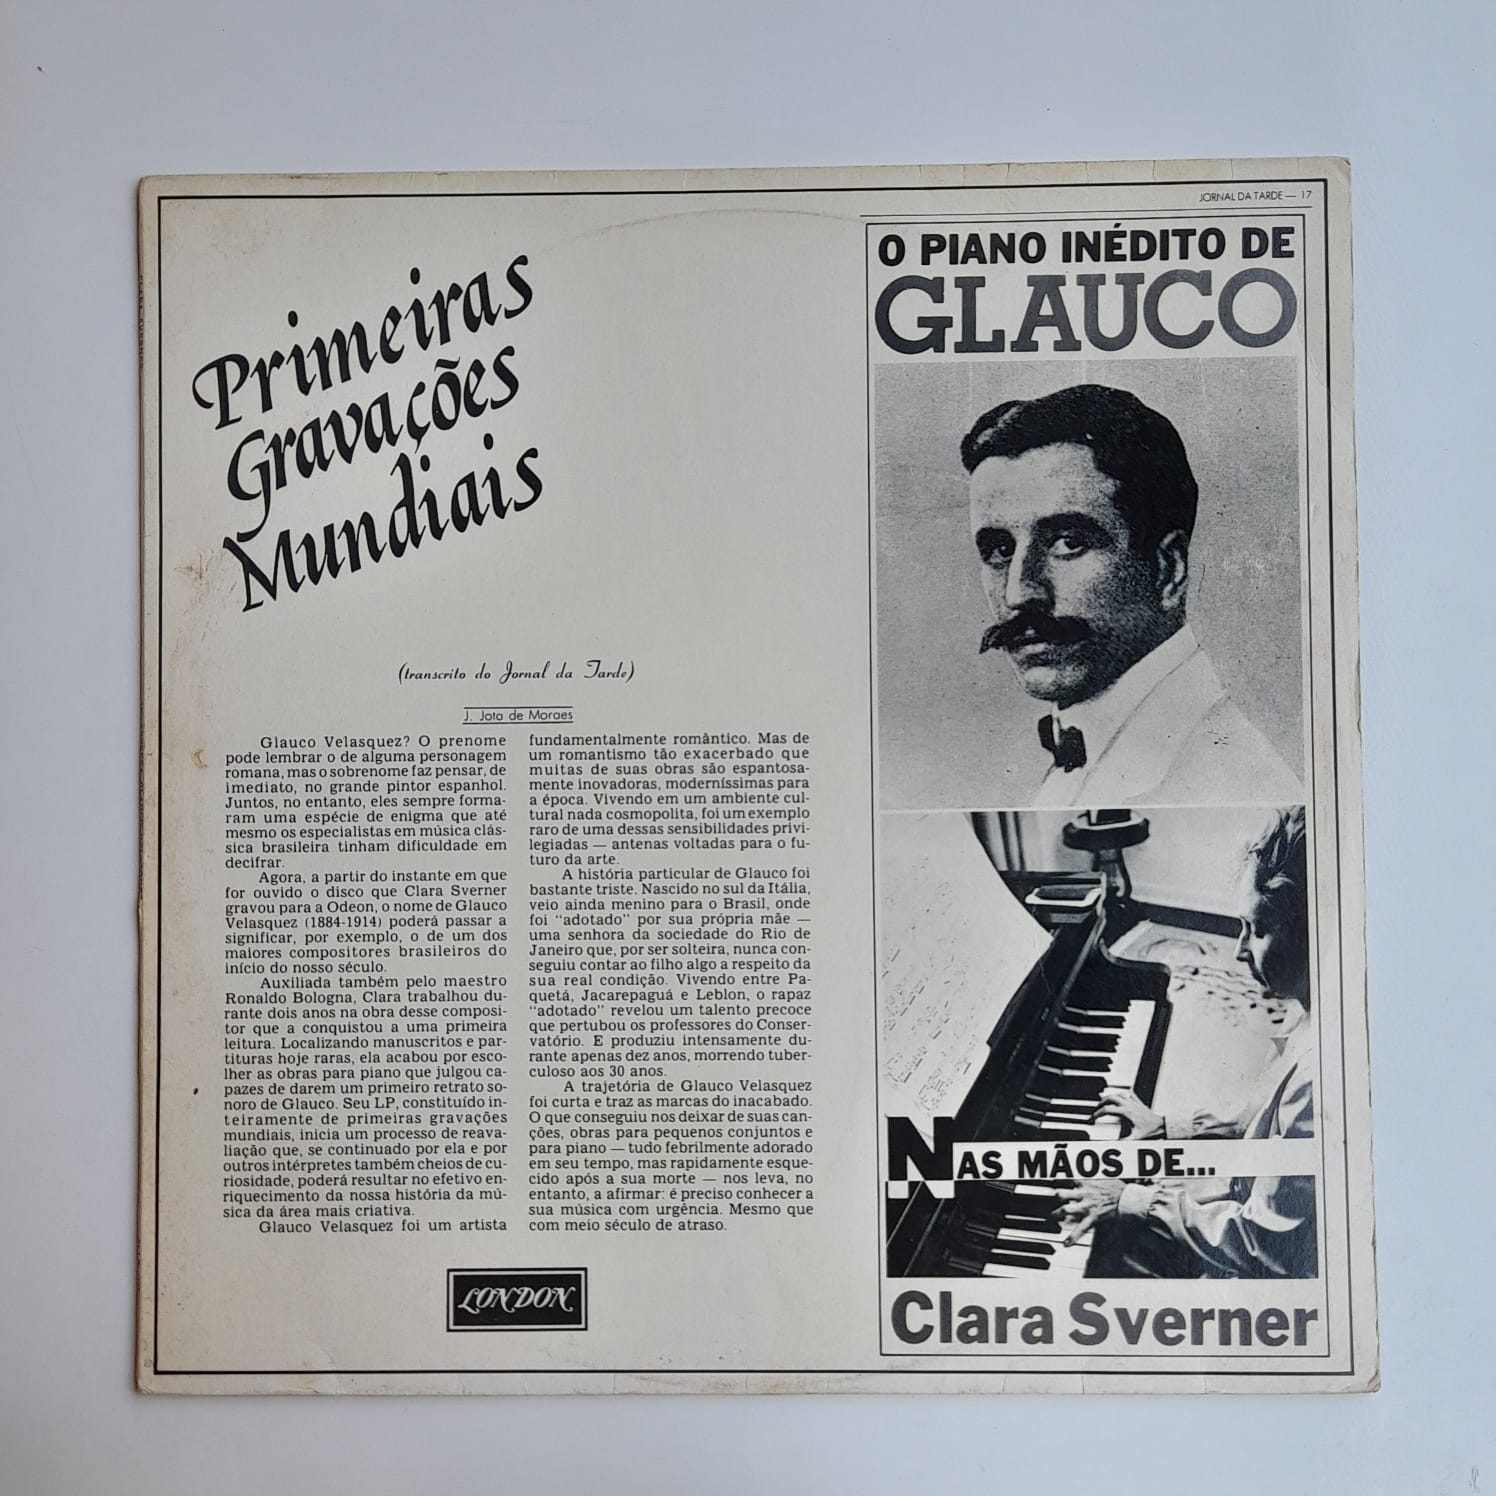 JORNAL DA TARDE — 17
Primeiras
Gravações
Mundiais
(transcrito do Jornal da Tarde)
J. Jota de Moraes
Glauco Velasquez? O prenome
pode lembrar o de alguma personagem
romana, mas o sobrenome faz pensar, de
imediato, no grande pintor espanhol.
Juntos, no entanto, eles sempre forma-
ram uma espécie de enigma que até
mesmo os especialistas em música clás-
sica brasileira tinham dificuldade em
decifrar.
Agora, a partir do instante em que
for ouvido o disco que Clara Sverner
gravou para a Odeon, o nome de Glauco
Velasquez (1884-1914) poderá passar a
significar, por exemplo, o de um dos
maiores compositores brasileiros do
início do nosso século.
Auxiliada também pelo maestro
Ronaldo Bologna, Clara trabalhou du-
rante dois anos na obra desse composi-
tor que a conquistou a uma primeira
leitura. Localizando manuscritos e par-
tituras hoje raras, ela acabou por esco-
lher as obras para piano que julgou ca-
pazes de darem um primeiro retrato so-
noro de Glauco. Seu LP, constituído in-
teiramente de primeiras gravações
mundiais, inicia um processo de reava-
liação que, se continuado por ela e por
outros intérpretes também cheios de cu-
riosidade, poderá resultar no efetivo en-
riquecimento da nossa história da mú-
sica da área mais criativa.
Glauco Velasquez foi um artista
fundamentalmente romântico. Mas de
um romantismo tão exacerbado que
muitas de suas obras são espantosa-
mente inovadoras, moderníssimas para
a época. Vivendo em um ambiente cul-
tural nada cosmopolita, foi um exemplo
raro de uma dessas sensibilidades privi-
legiadas — antenas voltadas para o fu-
turo da arte.
A história particular de Glauco foi
bastante triste. Nascido no sul da Itália,
veio ainda menino para o Brasil, onde
foi "adotado" por sua própria mãe —
uma senhora da sociedade do Rio de
Janeiro que, por ser solteira, nunca con-
seguiu contar ao filho algo a respeito da
sua real condição. Vivendo entre Pa-
quetá, Jacarepaguá e Leblon, o rapaz
"adotado" revelou um talento precoce
que pertubou os professores do Conser-
vatório. E produziu intensamente du-
rante apenas dez anos, morrendo tuber-
culoso aos 30 anos.
A trajetória de Glauco Velasquez
foi curta e traz as marcas do inacabado.
O que conseguiu nos deixar de suas can-
ções, obras para pequenos conjuntos e
para piano — tudo febrilmente adorado
em seu tempo, mas rapidamente esque-
cido após a sua morte — nos leva, no
entanto, a afirmar: é preciso conhecer a
sua música com urgência. Mesmo que
com meio século de atraso.
LONDON
O PIANO INÉDITO DE
GLAUCO
NAS MÃOS DE...
Clara Sverner